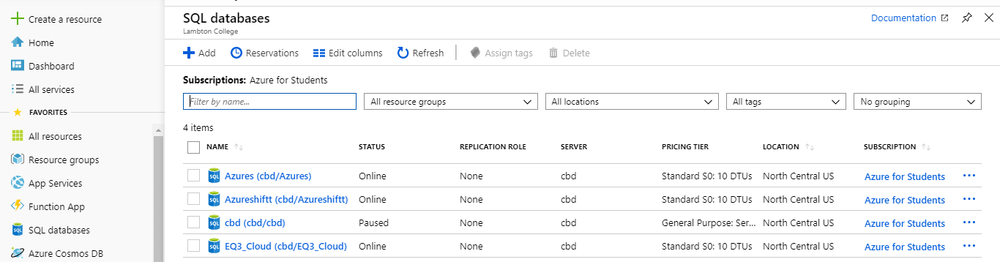 Create a resource
Home
Dashboard
All services
FAVORITES
All resources
Resource groups
App Services
Function App
SQL databases
Azure Cosmos DB
SQL databases
Lambton College
Documentation
Add Reservations Edit columns Refresh Assign tags Delete
Subscriptions: Azure for Students
Filter by name... All resource groups All locations All tags No grouping
4 items
NAME STATUS REPLICATION ROLE SERVER PRICING TIER LOCATION SUBSCRIPTION
SQL Azures (cbd/Azures) Online None cbd Standard S0: 10 DTUs North Central US Azure for Students
SQL Azureshiftt (cbd/Azureshiftt) Online None cbd Standard S0: 10 DTUs North Central US Azure for Students
SQL cbd (cbd/cbd) Paused None cbd General Purpose: Ser... North Central US Azure for Students
SQL EQ3_Cloud (cbd/EQ3_Cloud) Online None cbd Standard S0: 10 DTUs North Central US Azure for Students